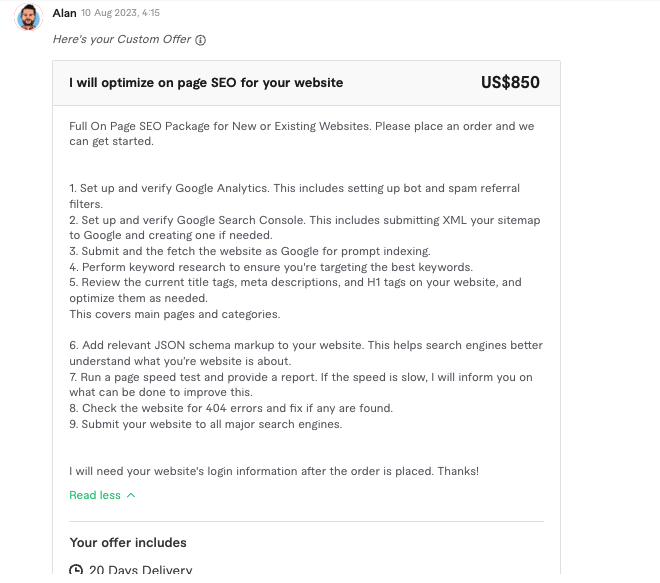 Alan 10 Aug 2023, 4:15
Here's your Custom Offer
I will optimize on page SEO for your website US$850
Full On Page SEO Package for New or Existing Websites. Please place an order and we
can get started.
1. Set up and verify Google Analytics. This includes setting up bot and spam referral
filters.
2. Set up and verify Google Search Console. This includes submitting XML your sitemap
to Google and creating one if needed.
3. Submit and the fetch the website as Google for prompt indexing.
4. Perform keyword research to ensure you're targeting the best keywords.
5. Review the current title tags, meta descriptions, and H1 tags on your website, and
optimize them as needed.
This covers main pages and categories.
6. Add relevant JSON schema markup to your website. This helps search engines better
understand what you're website is about.
7. Run a page speed test and provide a report. If the speed is slow, I will inform you on
what can be done to improve this.
8. Check the website for 404 errors and fix if any are found.
9. Submit your website to all major search engines.
I will need your website's login information after the order is placed. Thanks!
Read less
Your offer includes
20 Days Delivery